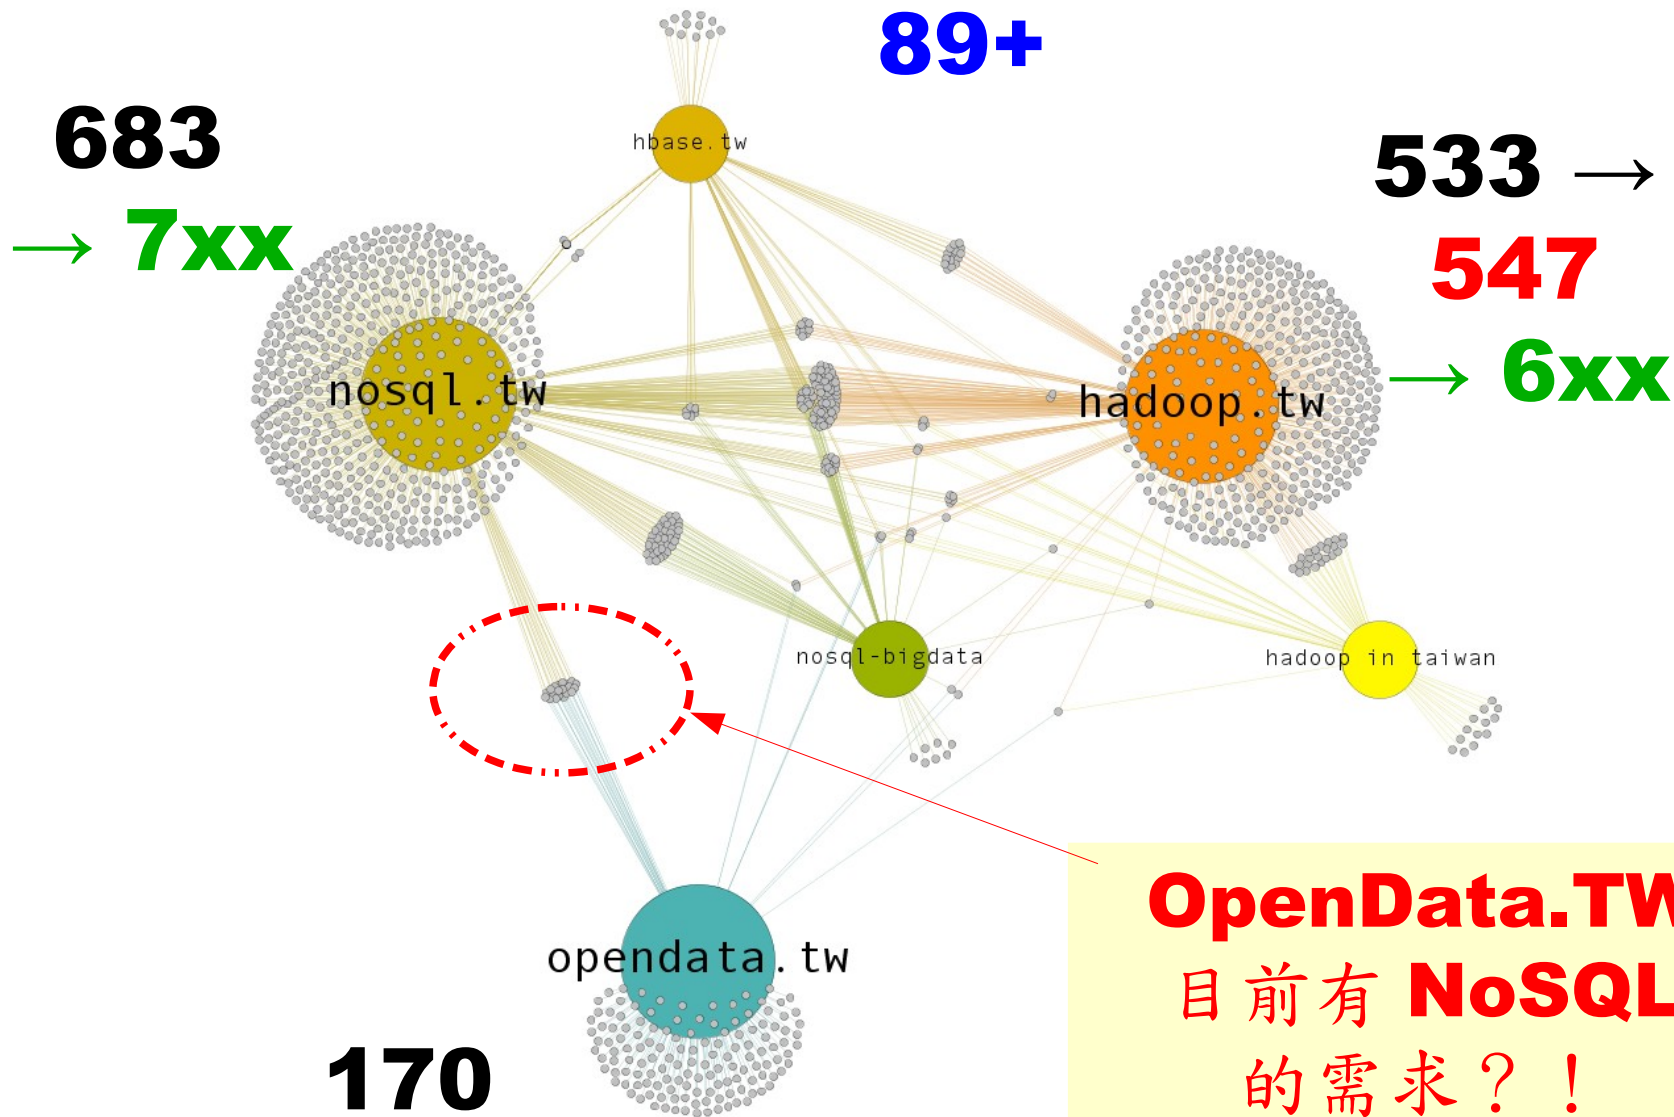 89+
683
→ 7xx
hbase.tw
533 →
547
→ 6xx
nosql.tw
hadoop.tw
nosql-bigdata
hadoop in taiwan
opendata.tw
170
OpenData.TW
目前有 NoSQL
的需求？！